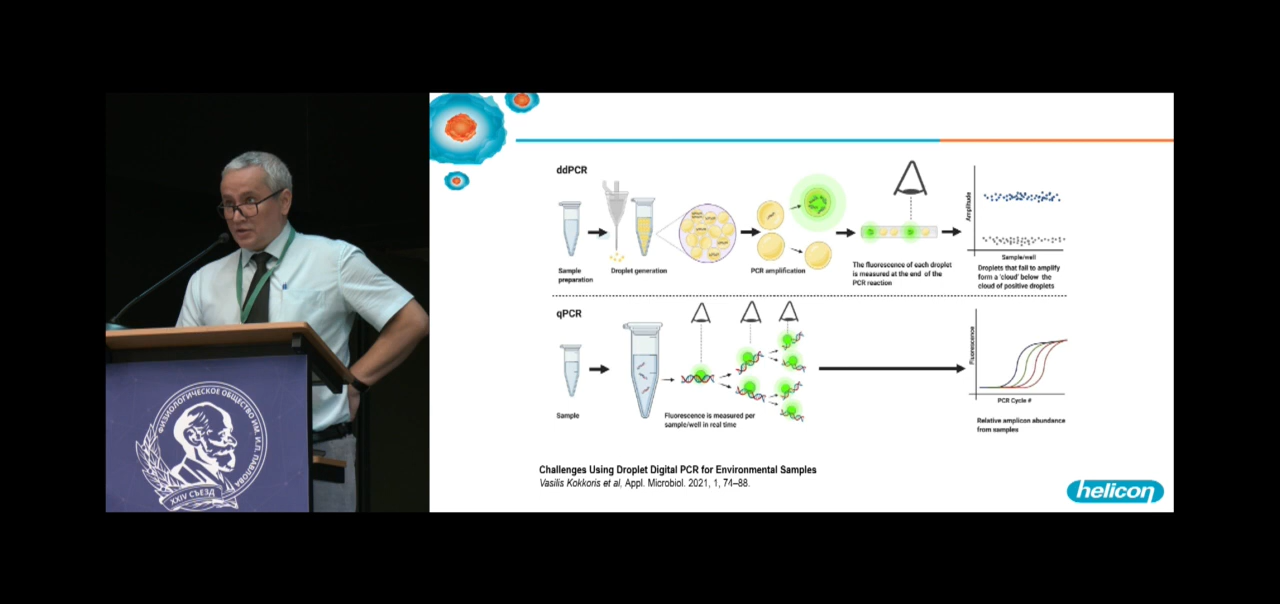 ФИЗИОЛОГИЧЕСКОЕ ОБЩЕСТВО ИМ. И.П. ПАВЛОВА
XXIV СЪЕЗД
ddPCR
Sample
preparation
Droplet generation
PCR amplification
The fluorescence of each droplet
is measured at the end of the
PCR reaction
Amplitude
Sample/well
Droplets that fail to amplify
form a 'cloud' below the
cloud of positive droplets
qPCR
Sample
Fluorescence is measured per
sample/well in real time
Fluorescence
PCR Cycle #
Relative amplicon abundance
from samples
Challenges Using Droplet Digital PCR for Environmental Samples
Vasilis Kokkoris et al, Appl. Microbiol. 2021, 1, 74–88.
helicon